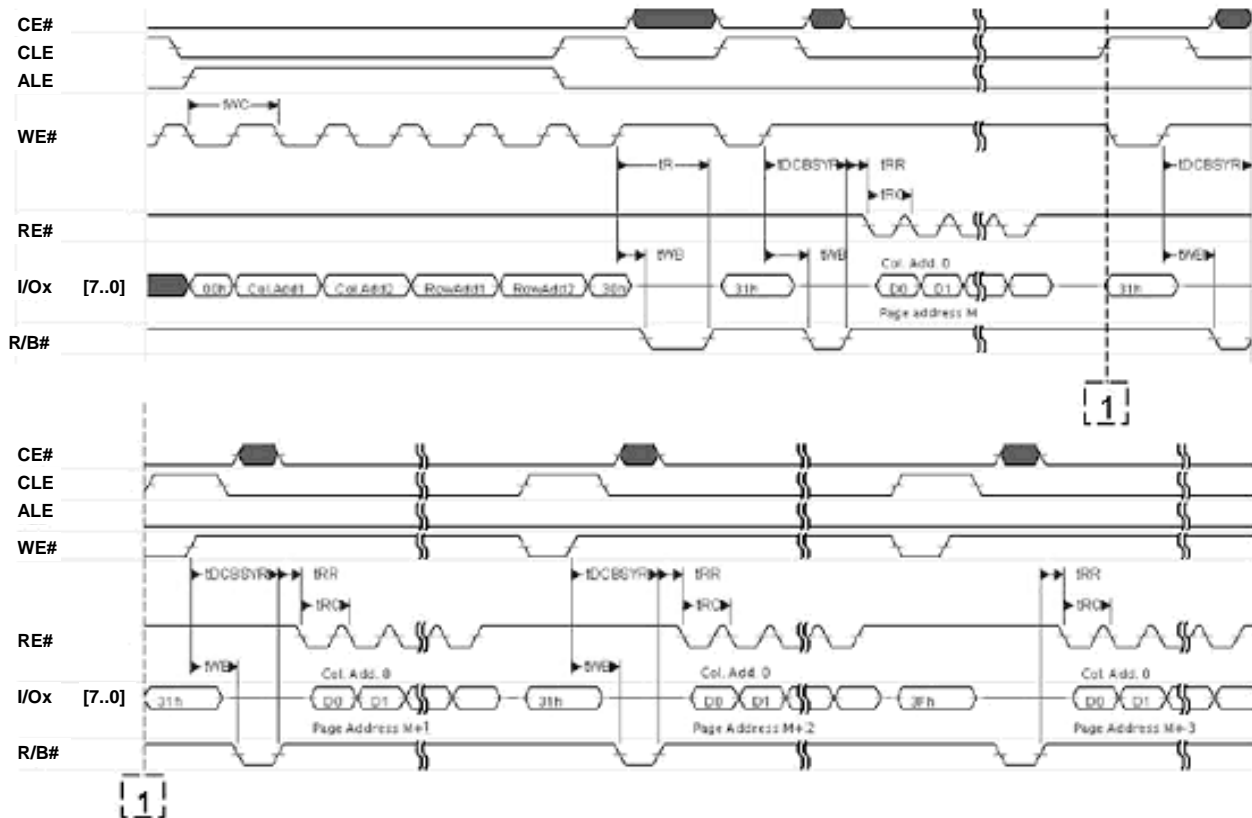 CE#
CLE
ALE
tWC
WE#
tR
tDCBSYR
tRR
tDCBSYR
tRC
RE#
tWB
tWB
tWB
Col. Add. 0
I/Ox [7..0]
00h
Col.Add1
Col.Add2
RowAdd1
RowAdd2
30h
31h
D0
D1
31h
Page address M
R/B#
1
CE#
CLE
ALE
WE#
tDCBSYR
tRR
tDCBSYR
tRR
tRR
tRC
tRC
tRC
RE#
tWB
tWB
Col. Add. 0
Col. Add. 0
Col. Add. 0
I/Ox [7..0]
31h
D0
D1
31h
D0
D1
3Fh
D0
D1
Page Address M+1
Page Address M+2
Page Address M+3
R/B#
1